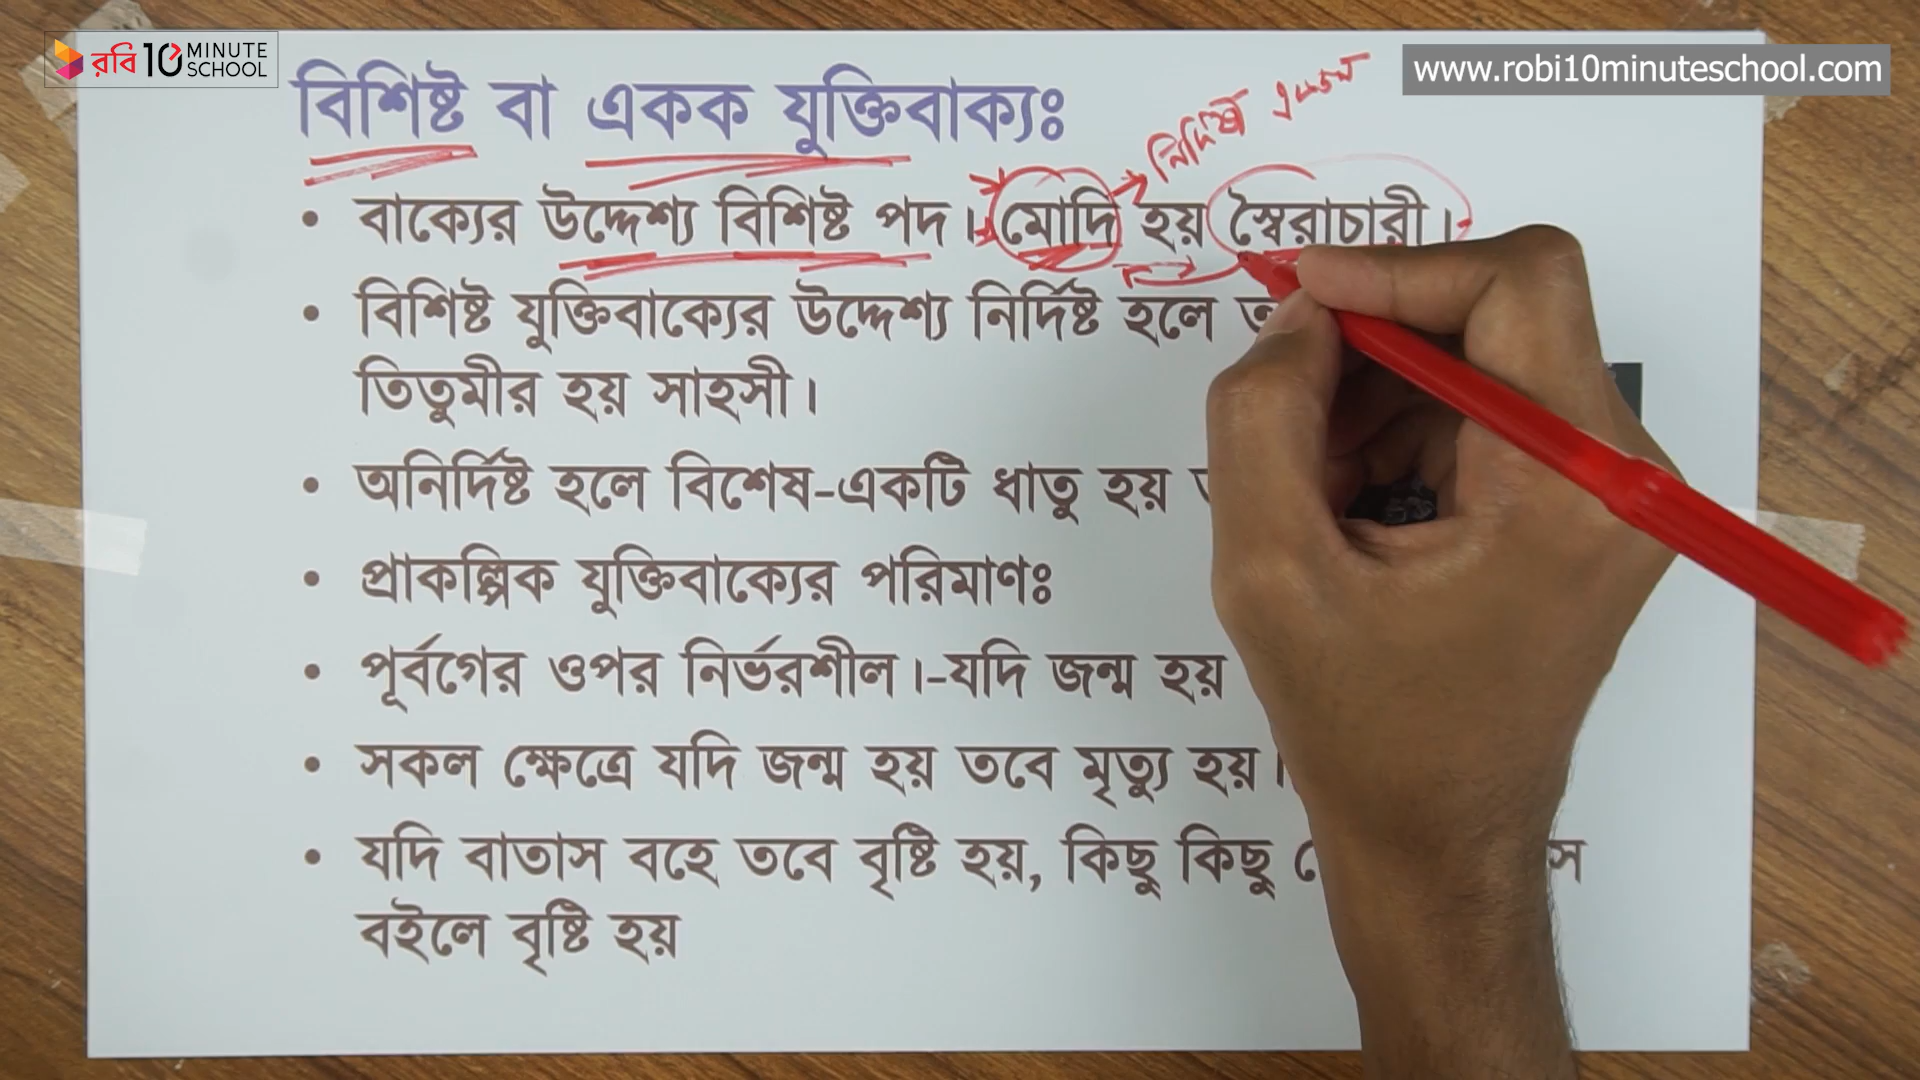 রবি 10 MINUTE SCHOOL
www.robi10minuteschool.com
বিশিষ্ট বা একক যুক্তিবাক্যঃ
নির্দিষ্ট একজন
• বাক্যের উদ্দেশ্য বিশিষ্ট পদ। মোদি হয় স্বৈরাচারী।
• বিশিষ্ট যুক্তিবাক্যের উদ্দেশ্য নির্দিষ্ট হলে
তিতুমীর হয় সাহসী।
• অনির্দিষ্ট হলে বিশেষ-একটি ধাতু হয়
• প্রাকল্পিক যুক্তিবাক্যের পরিমাণঃ
• পূর্বগের ওপর নির্ভরশীল।-যদি জন্ম হয়
• সকল ক্ষেত্রে যদি জন্ম হয় তবে মৃত্যু হয়।
• যদি বাতাস বহে তবে বৃষ্টি হয়, কিছু কিছু
বইলে বৃষ্টি হয়